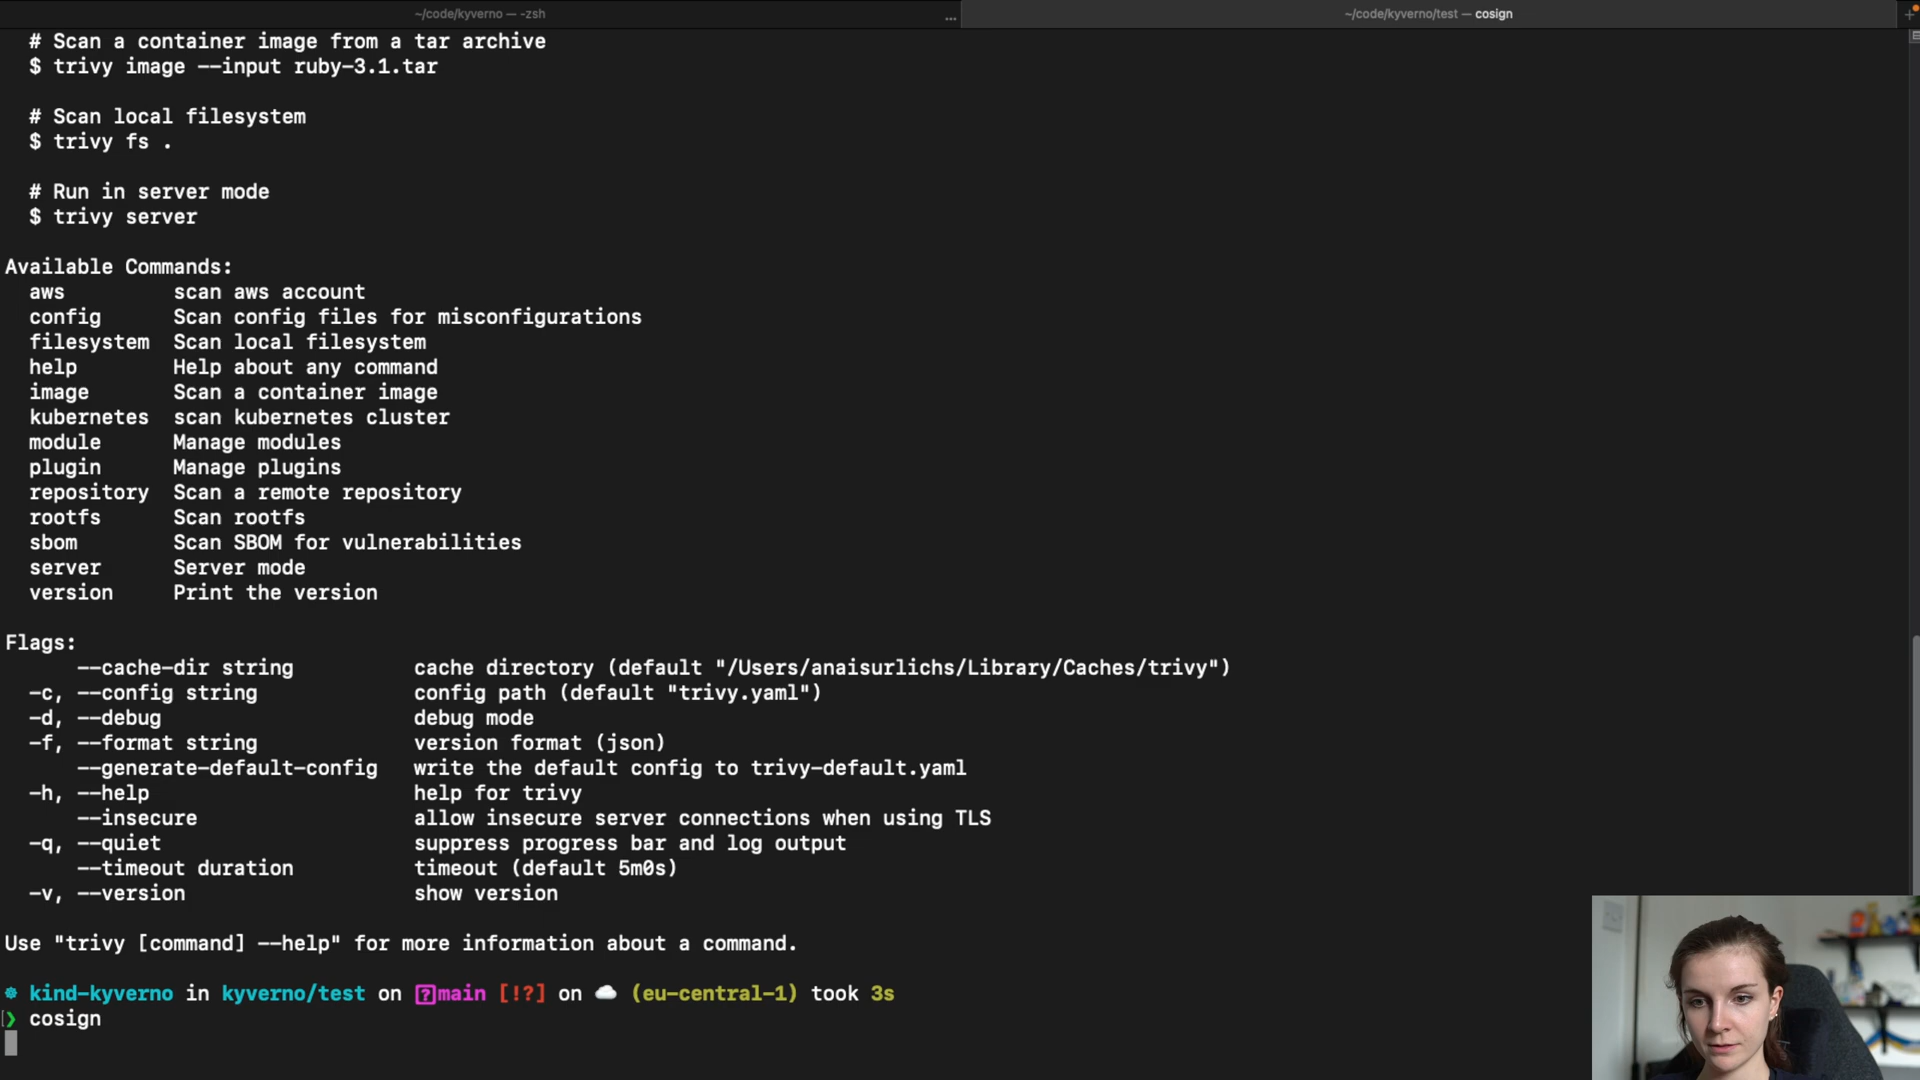 ~/code/kyverno — -zsh
...
~/code/kyverno/test — cosign
+
# Scan a container image from a tar archive
$ trivy image --input ruby-3.1.tar
# Scan local filesystem
$ trivy fs .
# Run in server mode
$ trivy server
Available Commands:
aws scan aws account
config Scan config files for misconfigurations
filesystem Scan local filesystem
help Help about any command
image Scan a container image
kubernetes scan kubernetes cluster
module Manage modules
plugin Manage plugins
repository Scan a remote repository
rootfs Scan rootfs
sbom Scan SBOM for vulnerabilities
server Server mode
version Print the version
Flags:
--cache-dir string cache directory (default "/Users/anaisurlichs/Library/Caches/trivy")
-c, --config string config path (default "trivy.yaml")
-d, --debug debug mode
-f, --format string version format (json)
--generate-default-config write the default config to trivy-default.yaml
-h, --help help for trivy
--insecure allow insecure server connections when using TLS
-q, --quiet suppress progress bar and log output
--timeout duration timeout (default 5m0s)
-v, --version show version
Use "trivy [command] --help" for more information about a command.
☸ kind-kyverno in kyverno/test on [?]main [!?] on ☁ (eu-central-1) took 3s
❯ cosign